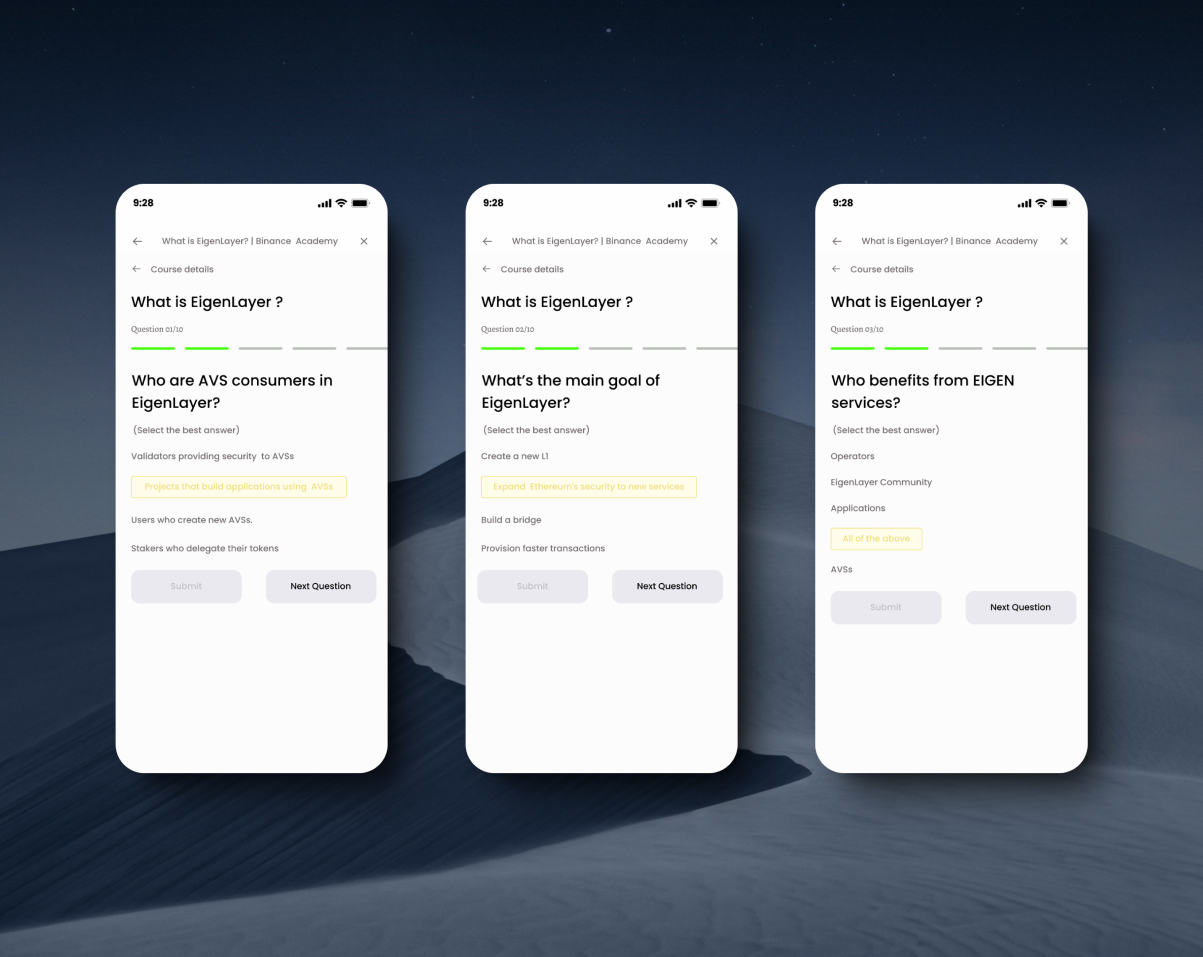 9:28
What is EigenLayer? | Binance Academy
Course details
What is EigenLayer ?
Question 01/10
Who are AVS consumers in
EigenLayer?
(Select the best answer)
Validators providing security to AVSs
Projects that build applications using AVSs
Users who create new AVSs.
Stakers who delegate their tokens
Submit
Next Question
9:28
What is EigenLayer? | Binance Academy
Course details
What is EigenLayer ?
Question 02/10
What’s the main goal of
EigenLayer?
(Select the best answer)
Create a new L1
Expand Ethereum's security to new services
Build a bridge
Provision faster transactions
Submit
Next Question
9:28
What is EigenLayer? | Binance Academy
Course details
What is EigenLayer ?
Question 03/10
Who benefits from EIGEN
services?
(Select the best answer)
Operators
EigenLayer Community
Applications
All of the above
AVSs
Submit
Next Question